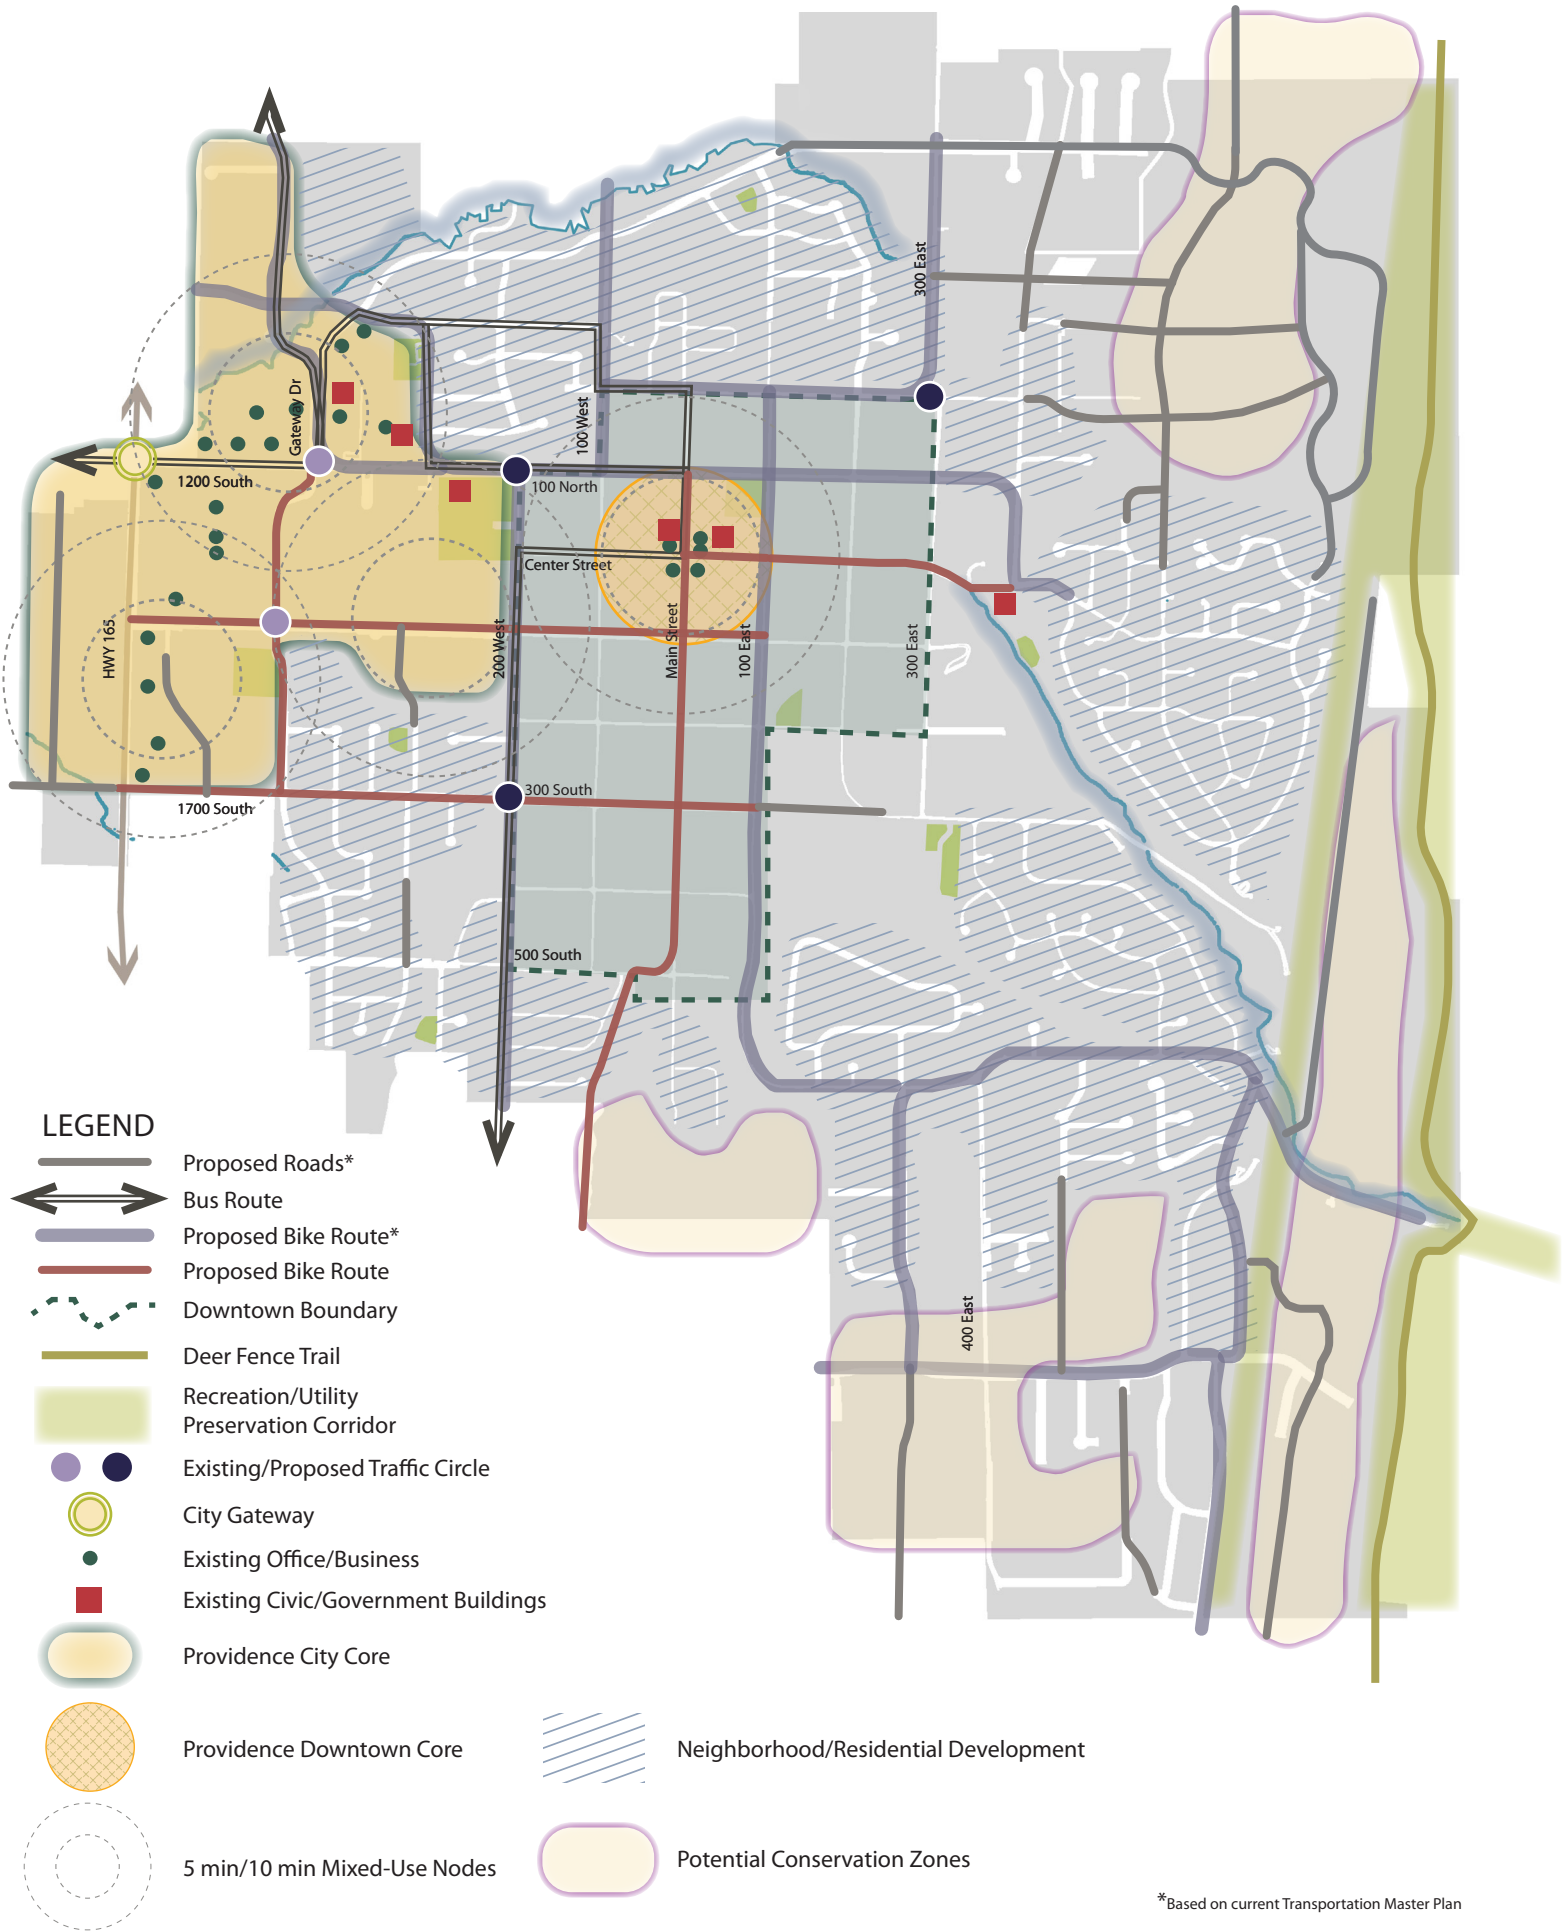 300 East
Gateway Dr
100 West
1200 South
100 North
Center Street
HWY 165
200 West
Main Street
100 East
300 East
300 South
1700 South
500 South
400 East
LEGEND
Proposed Roads*
Bus Route
Proposed Bike Route*
Proposed Bike Route
Downtown Boundary
Deer Fence Trail
Recreation/Utility
Preservation Corridor
Existing/Proposed Traffic Circle
City Gateway
Existing Office/Business
Existing Civic/Government Buildings
Providence City Core
Providence Downtown Core
Neighborhood/Residential Development
5 min/10 min Mixed-Use Nodes
Potential Conservation Zones
*Based on current Transportation Master Plan